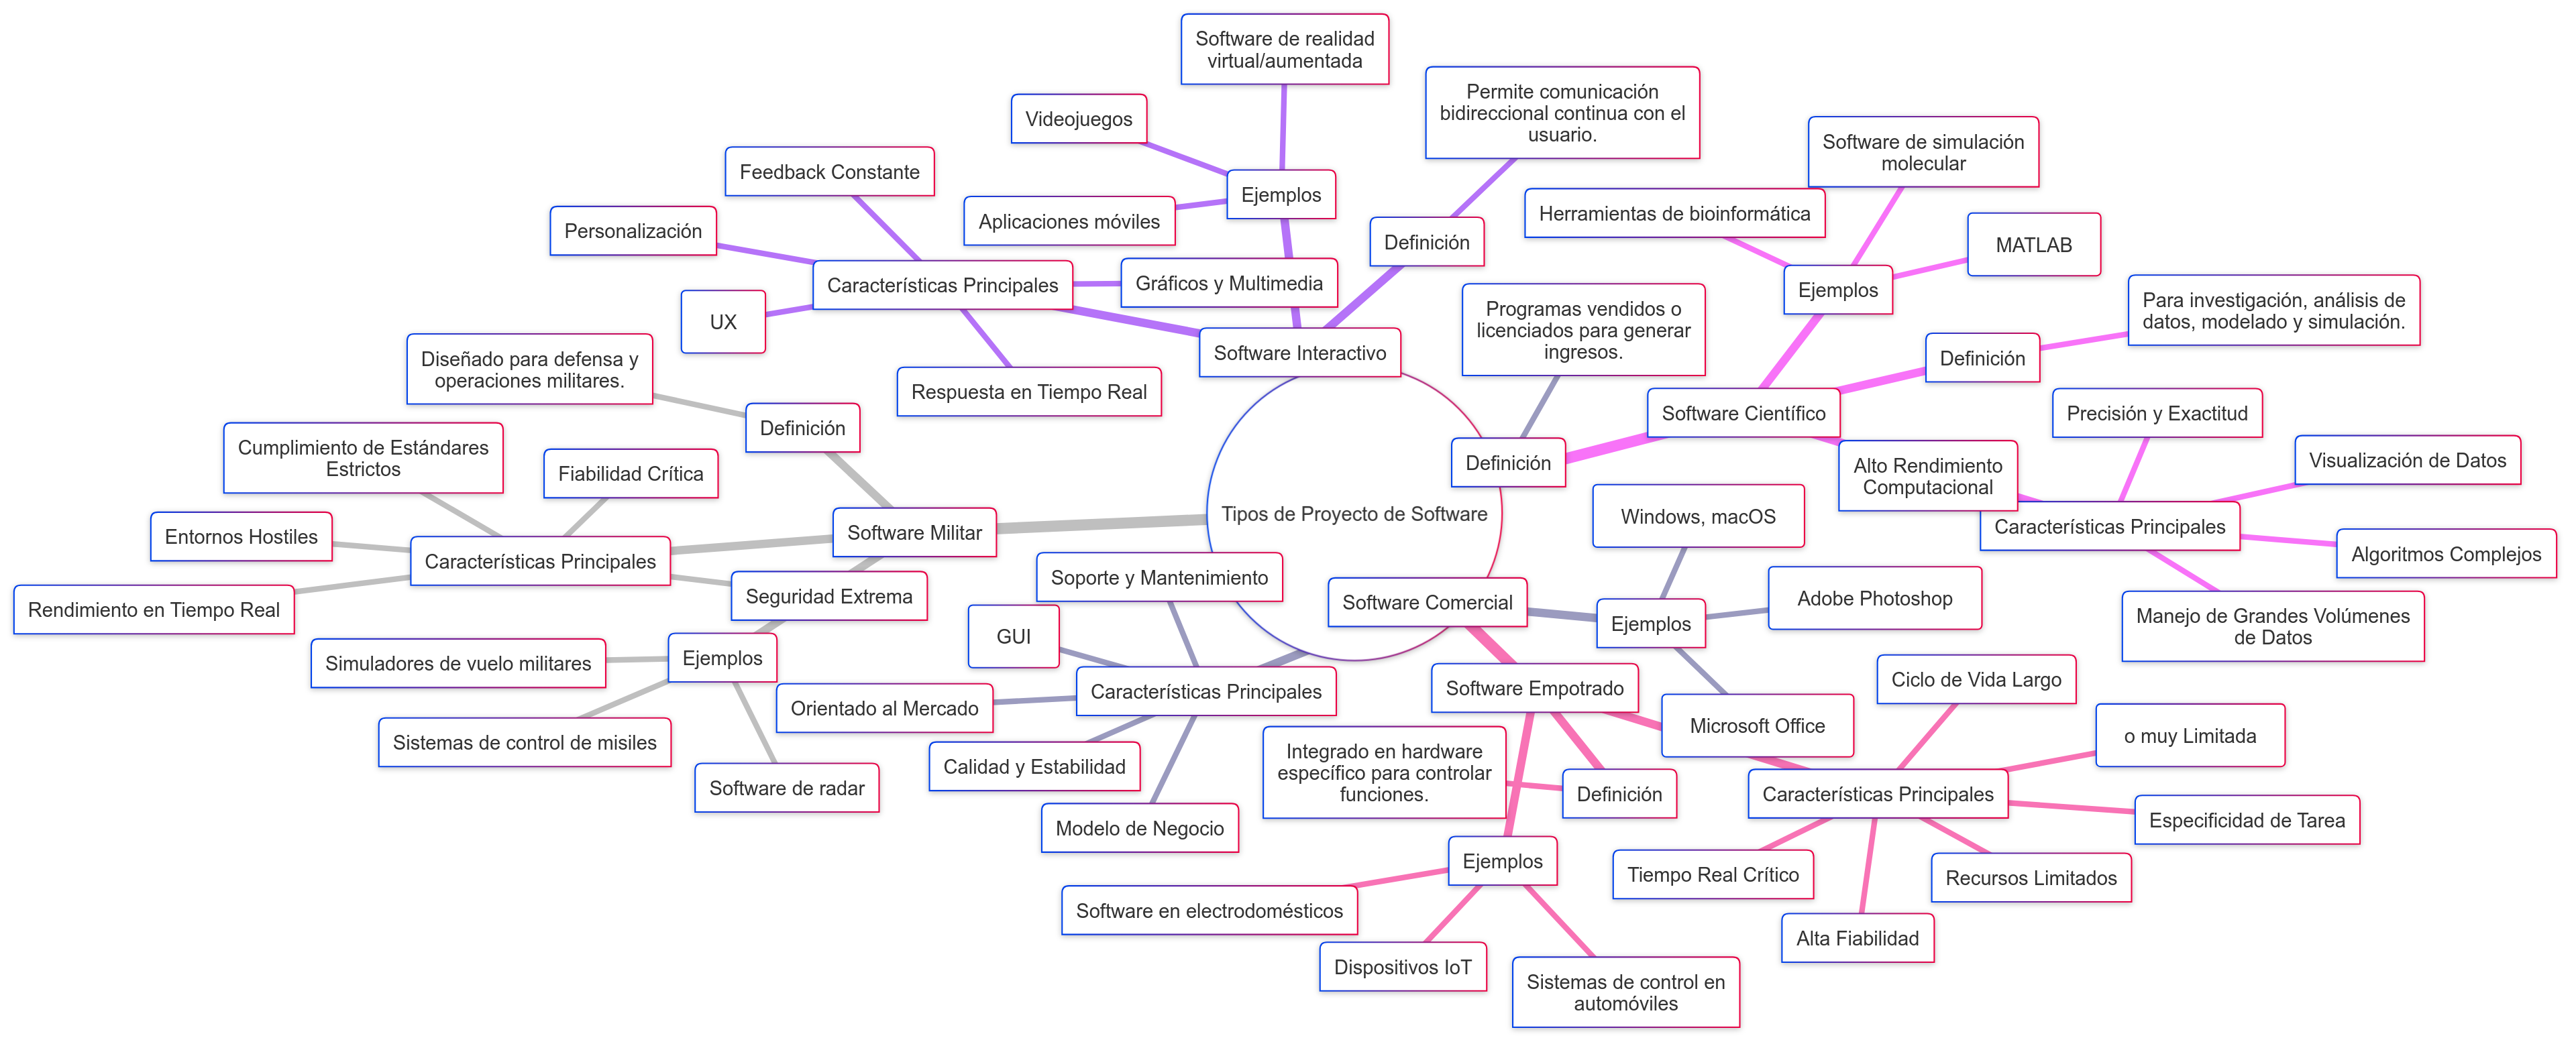 Software de realidad
virtual/aumentada
Videojuegos
Aplicaciones móviles
Ejemplos
Permite comunicación
bidireccional continua con el
usuario.
Definición
Feedback Constante
Personalización
Características Principales
Gráficos y Multimedia
UX
Respuesta en Tiempo Real
Software Interactivo
Software de simulación
molecular
Herramientas de bioinformática
MATLAB
Ejemplos
Para investigación, análisis de
datos, modelado y simulación.
Definición
Software Científico
Precisión y Exactitud
Visualización de Datos
Alto Rendimiento
Computacional
Características Principales
Algoritmos Complejos
Manejo de Grandes Volúmenes
de Datos
Programas vendidos o
licenciados para generar
ingresos.
Definición
Tipos de Proyecto de Software
Diseñado para defensa y
operaciones militares.
Definición
Cumplimiento de Estándares
Estrictos
Fiabilidad Crítica
Entornos Hostiles
Características Principales
Rendimiento en Tiempo Real
Software Militar
Seguridad Extrema
Simuladores de vuelo militares
Ejemplos
Sistemas de control de misiles
Software de radar
Software Comercial
Windows, macOS
Adobe Photoshop
Ejemplos
Microsoft Office
Soporte y Mantenimiento
GUI
Características Principales
Orientado al Mercado
Calidad y Estabilidad
Modelo de Negocio
Software Empotrado
Integrado en hardware
específico para controlar
funciones.
Definición
Ciclo de Vida Largo
o muy Limitada
Características Principales
Especificidad de Tarea
Tiempo Real Crítico
Recursos Limitados
Alta Fiabilidad
Ejemplos
Software en electrodomésticos
Dispositivos IoT
Sistemas de control en
automóviles